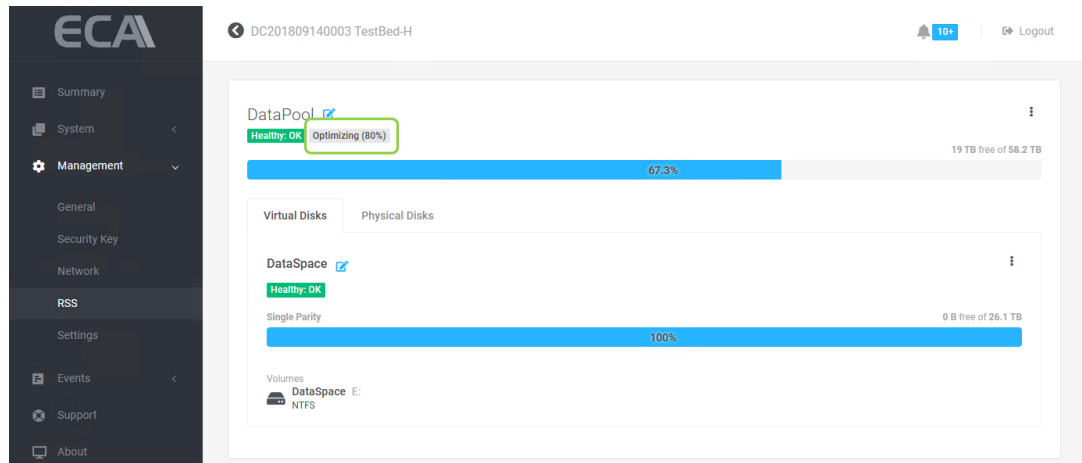 ECA
DC201809140003 TestBed-H
10+
Logout
Summary
System
Management
General
Security Key
Network
RSS
Settings
Events
Support
About
DataPool
Healthy: OK Optimizing (80%)
19 TB free of 58.2 TB
67.3%
Virtual Disks Physical Disks
DataSpace
Healthy: OK
Single Parity 0 B free of 26.1 TB
100%
Volumes
DataSpace E:
NTFS